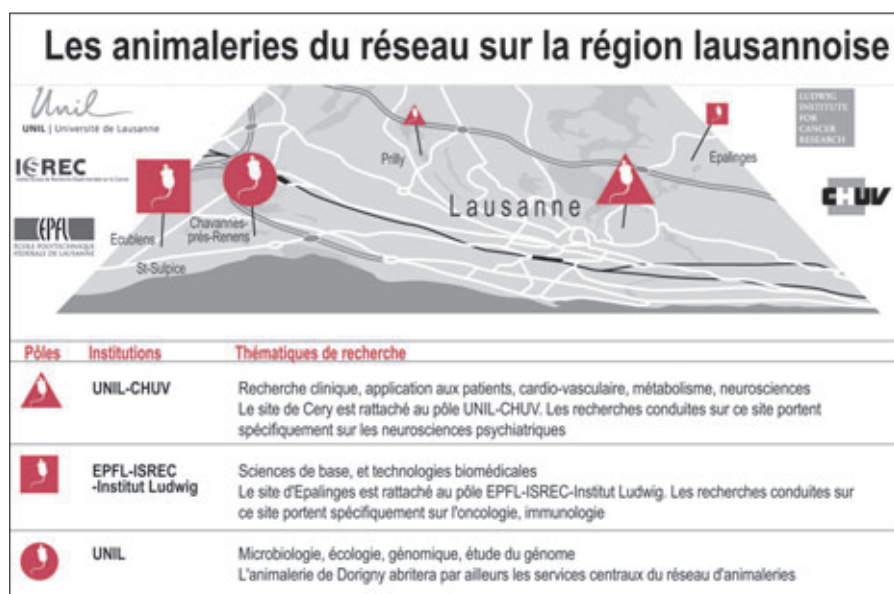 Les animaleries du réseau sur la région lausannoise
Unil
UNIL | Université de Lausanne
LUDWIG
INSTITUTE
FOR
CANCER
RESEARCH
Prilly
Epalinges
ISREC
CHUV
Lausanne
Chavannes-
près-Renens
Ecublens
EPFL
ÉCOLE POLYTECHNIQUE
FÉDÉRALE DE LAUSANNE
St-Sulpice
Pôles Institutions Thématiques de recherche
UNIL-CHUV Recherche clinique, application aux patients, cardio-vasculaire, métabolisme, neurosciences
Le site de Cery est rattaché au pôle UNIL-CHUV. Les recherches conduites sur ce site portent
spécifiquement sur les neurosciences psychiatriques
EPFL-ISREC Sciences de base, et technologies biomédicales
-Institut Ludwig Le site d'Epalinges est rattaché au pôle EPFL-ISREC-Institut Ludwig. Les recherches conduites sur
ce site portent spécifiquement sur l'oncologie, immunologie
UNIL Microbiologie, écologie, génomique, étude du génome
L'animalerie de Dorigny abritera par ailleurs les services centraux du réseau d'animaleries